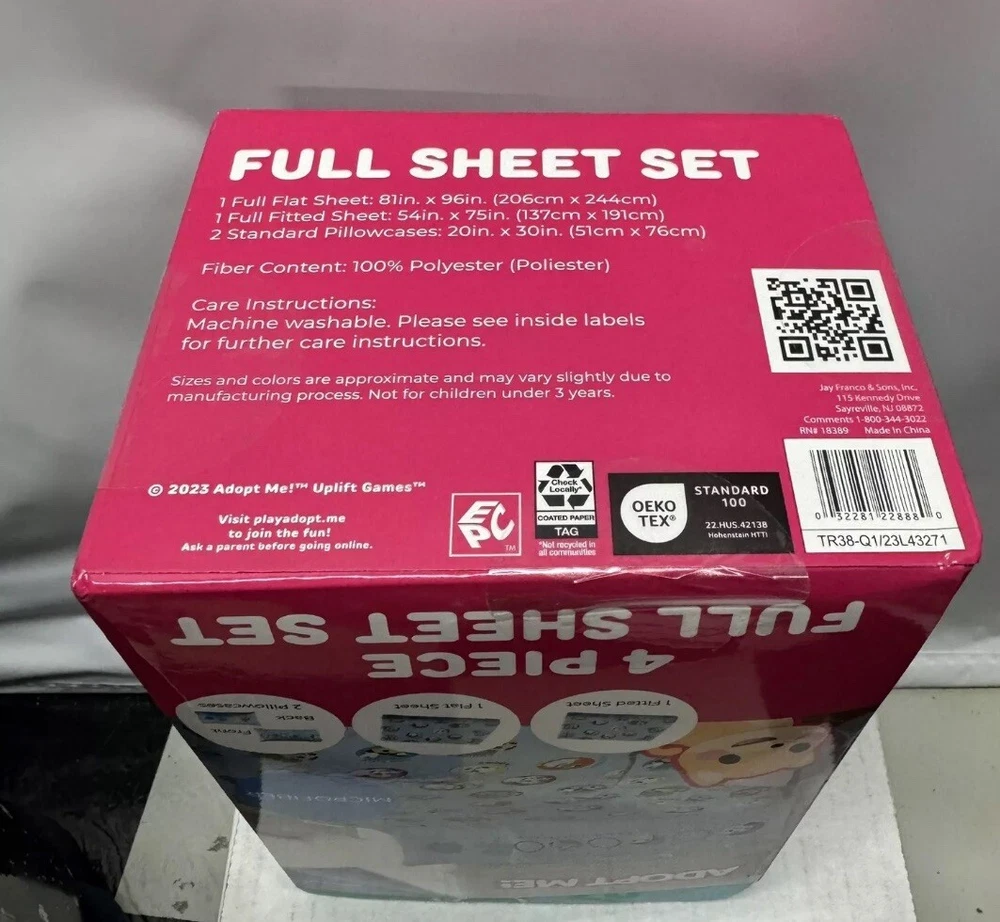 FULL SHEET SET
1 Full Flat Sheet: 81in. x 96in. (206cm x 244cm)
1 Full Fitted Sheet: 54in. x 75in. (137cm x 191cm)
2 Standard Pillowcases: 20in. x 30in. (51cm x 76cm)
Fiber Content: 100% Polyester (Poliester)
Care Instructions:
Machine washable. Please see inside labels
for further care instructions.
Sizes and colors are approximate and may vary slightly due to
manufacturing process. Not for children under 3 years.
Jay Franco & Sons, Inc.
115 Kennedy Drive
Sayreville, NJ 08872
Comments 1-800-344-3022
RN# 18389 Made In China
© 2023 Adopt Me!™ Uplift Games™
Visit playadopt.me
to join the fun!
Ask a parent before going online.
EPC
TM
Check
Locally*
COATED PAPER
TAG
*Not recycled in
all communities
OEKO
TEX®
STANDARD
100
22.HUS.4213B
Hohenstein HTTI
0 32281 22888 0
TR38-Q1/23L43271
4 PIECE
FULL SHEET SET
1 Fitted Sheet
1 Flat Sheet
Front
Back
2 Pillowcases
MICROFIBER
ADOPT ME!